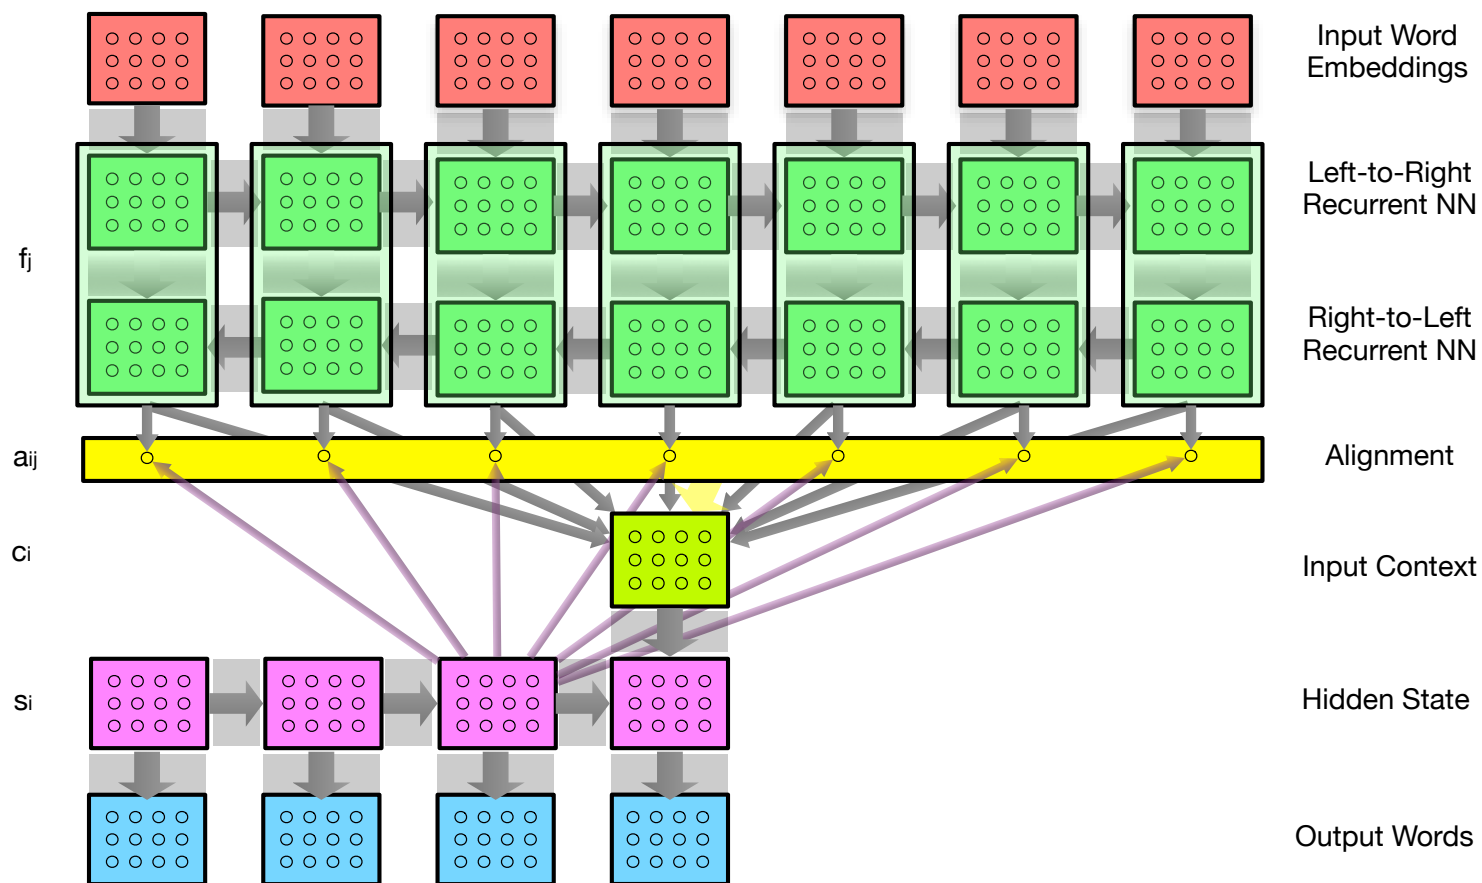 Input Word
Embeddings
Left-to-Right
Recurrent NN
fj
Right-to-Left
Recurrent NN
aij
Alignment
ci
Input Context
si
Hidden State
Output Words